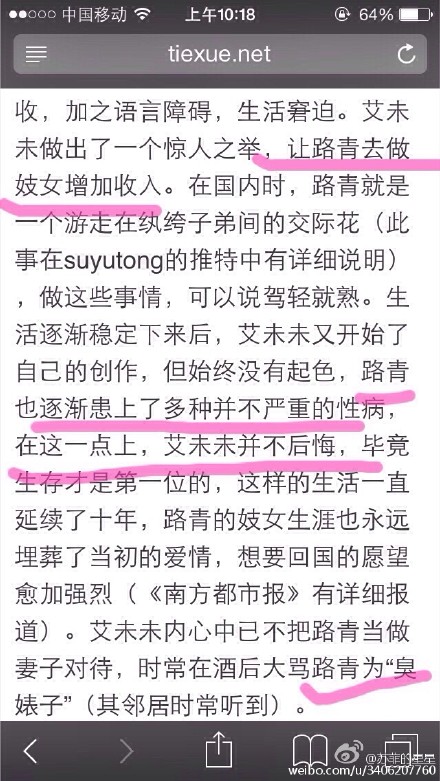 中国移动 上午10:18 64%
tiexue.net
收，加之语言障碍，生活窘迫。艾未
未做出了一个惊人之举，让路青去做
妓女增加收入。在国内时，路青就是
一个游走在纨绔子弟间的交际花（此
事在suyutong的推特中有详细说明）
，做这些事情，可以说驾轻就熟。生
活逐渐稳定下来后，艾未未又开始了
自己的创作，但始终没有起色，路青
也逐渐患上了多种并不严重的性病，
在这一点上，艾未未并不后悔，毕竟
生存才是第一位的，这样的生活一直
延续了十年，路青的妓女生涯也永远
埋葬了当初的爱情，想要回国的愿望
愈加强烈（《南方都市报》有详细报
道）。艾未未内心中已不把路青当做
妻子对待，时常在酒后大骂路青为“臭
婊子”（其邻居时常听到）。
@亦菲的星星
weibo.com/u/3406207760